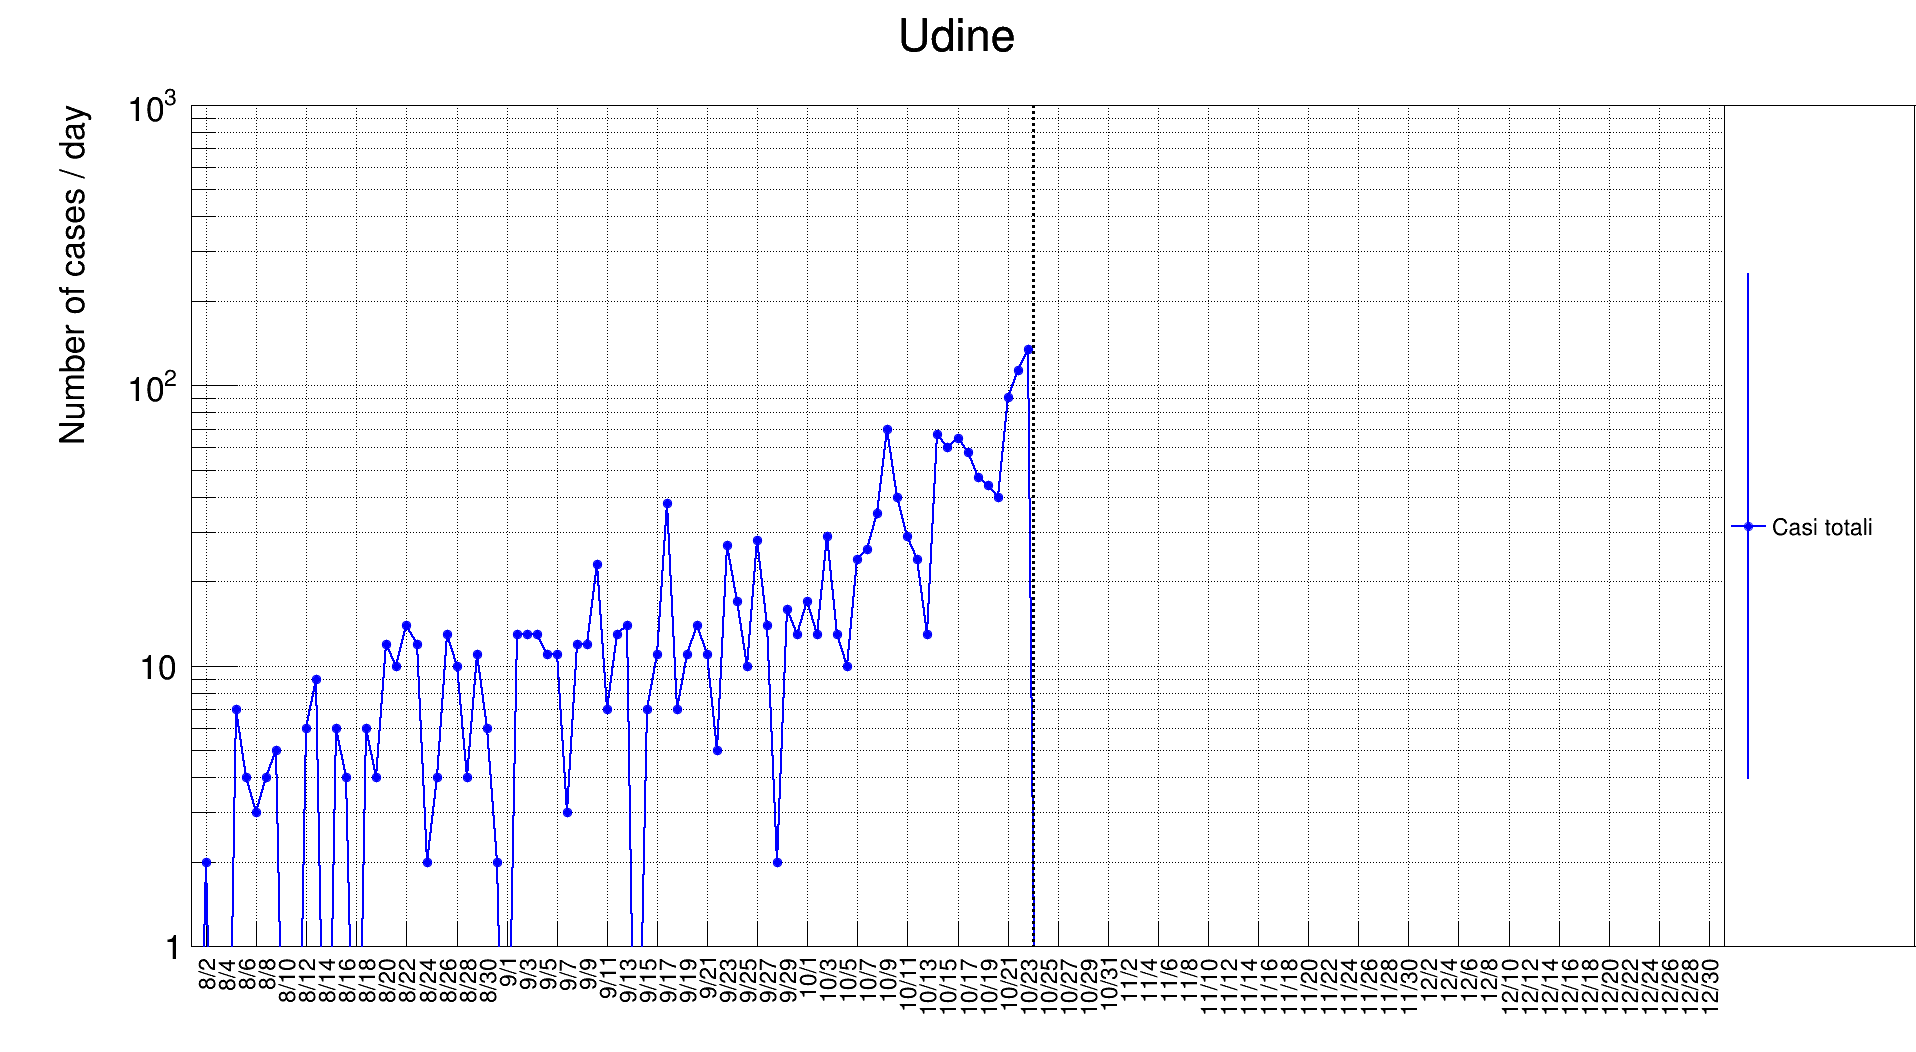 Udine
Number of cases / day
10³
10²
10
1
8/2 8/4 8/6 8/8 8/10 8/12 8/14 8/16 8/18 8/20 8/22 8/24 8/26 8/28 8/30 9/1 9/3 9/5 9/7 9/9 9/11 9/13 9/15 9/17 9/19 9/21 9/23 9/25 9/27 9/29 10/1 10/3 10/5 10/7 10/9 10/11 10/13 10/15 10/17 10/19 10/21 10/23 10/25 10/27 10/29 10/31 11/2 11/4 11/6 11/8 11/10 11/12 11/14 11/16 11/18 11/20 11/22 11/24 11/26 11/28 11/30 12/2 12/4 12/6 12/8 12/10 12/12 12/14 12/16 12/18 12/20 12/22 12/24 12/26 12/28 12/30
Casi totali